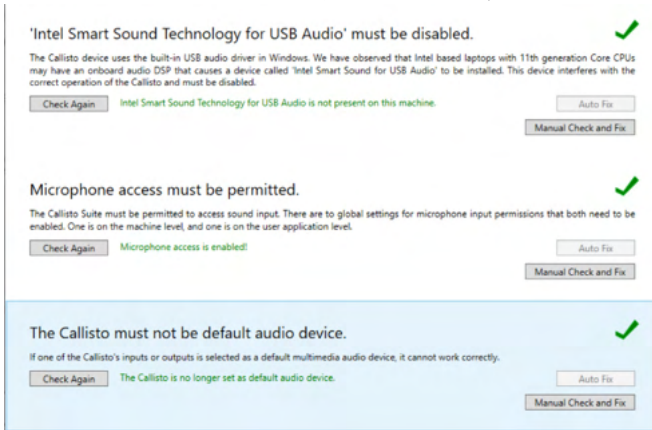 'Intel Smart Sound Technology for USB Audio' must be disabled.
The Callisto device uses the built-in USB audio driver in Windows. We have observed that Intel based laptops with 11th generation Core CPUs
may have an onboard audio DSP that causes a device called 'Intel Smart Sound for USB Audio' to be installed. This device interferes with the
correct operation of the Callisto and must be disabled.
Check Again Intel Smart Sound Technology for USB Audio is not present on this machine. Auto Fix
Manual Check and Fix
Microphone access must be permitted.
The Callisto Suite must be permitted to access sound input. There are to global settings for microphone input permissions that both need to be
enabled. One is on the machine level, and one is on the user application level.
Check Again Microphone access is enabled! Auto Fix
Manual Check and Fix
The Callisto must not be default audio device.
If one of the Callisto's inputs or outputs is selected as a default multimedia audio device, it cannot work correctly.
Check Again The Callisto is no longer set as default audio device. Auto Fix
Manual Check and Fix